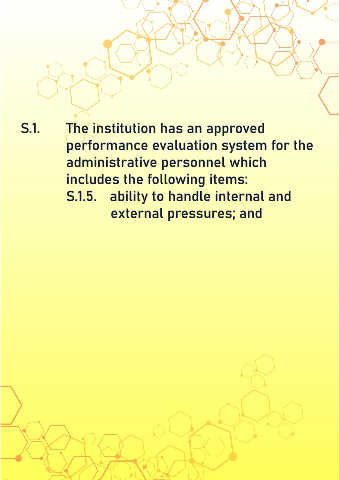 S.1. The institution has an approved
performance evaluation system for the
administrative personnel which
includes the following items:
S.1.5. ability to handle internal and
external pressures; and